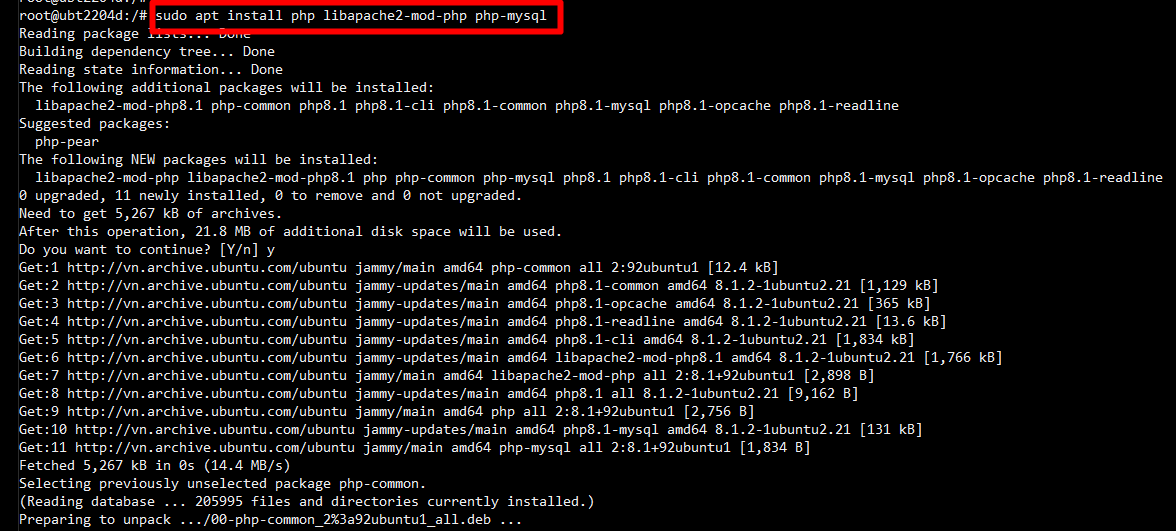 root@ubt2204d:/#
root@ubt2204d:/# sudo apt install php libapache2-mod-php php-mysql
Reading package lists... Done
Building dependency tree... Done
Reading state information... Done
The following additional packages will be installed:
  libapache2-mod-php8.1 php-common php8.1 php8.1-cli php8.1-common php8.1-mysql php8.1-opcache php8.1-readline
Suggested packages:
  php-pear
The following NEW packages will be installed:
  libapache2-mod-php libapache2-mod-php8.1 php php-common php-mysql php8.1 php8.1-cli php8.1-common php8.1-mysql php8.1-opcache php8.1-readline
0 upgraded, 11 newly installed, 0 to remove and 0 not upgraded.
Need to get 5,267 kB of archives.
After this operation, 21.8 MB of additional disk space will be used.
Do you want to continue? [Y/n] y
Get:1 http://vn.archive.ubuntu.com/ubuntu jammy/main amd64 php-common all 2:92ubuntu1 [12.4 kB]
Get:2 http://vn.archive.ubuntu.com/ubuntu jammy-updates/main amd64 php8.1-common amd64 8.1.2-1ubuntu2.21 [1,129 kB]
Get:3 http://vn.archive.ubuntu.com/ubuntu jammy-updates/main amd64 php8.1-opcache amd64 8.1.2-1ubuntu2.21 [365 kB]
Get:4 http://vn.archive.ubuntu.com/ubuntu jammy-updates/main amd64 php8.1-readline amd64 8.1.2-1ubuntu2.21 [13.6 kB]
Get:5 http://vn.archive.ubuntu.com/ubuntu jammy-updates/main amd64 php8.1-cli amd64 8.1.2-1ubuntu2.21 [1,834 kB]
Get:6 http://vn.archive.ubuntu.com/ubuntu jammy-updates/main amd64 libapache2-mod-php8.1 amd64 8.1.2-1ubuntu2.21 [1,766 kB]
Get:7 http://vn.archive.ubuntu.com/ubuntu jammy/main amd64 libapache2-mod-php all 2:8.1+92ubuntu1 [2,898 B]
Get:8 http://vn.archive.ubuntu.com/ubuntu jammy-updates/main amd64 php8.1 all 8.1.2-1ubuntu2.21 [9,162 B]
Get:9 http://vn.archive.ubuntu.com/ubuntu jammy/main amd64 php all 2:8.1+92ubuntu1 [2,756 B]
Get:10 http://vn.archive.ubuntu.com/ubuntu jammy-updates/main amd64 php8.1-mysql amd64 8.1.2-1ubuntu2.21 [131 kB]
Get:11 http://vn.archive.ubuntu.com/ubuntu jammy/main amd64 php-mysql all 2:8.1+92ubuntu1 [1,834 B]
Fetched 5,267 kB in 0s (14.4 MB/s)
Selecting previously unselected package php-common.
(Reading database ... 205995 files and directories currently installed.)
Preparing to unpack .../00-php-common_2%3a92ubuntu1_all.deb ...